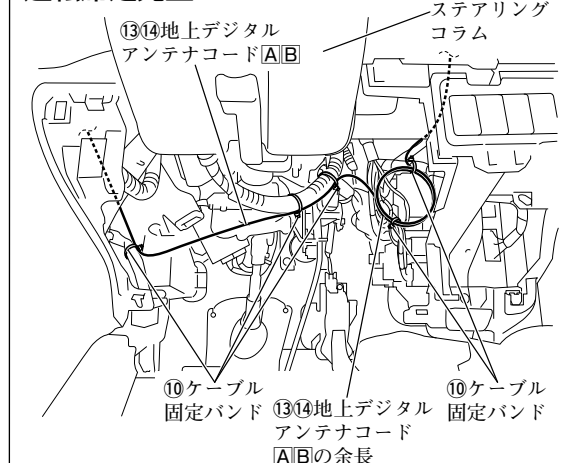 ⑬⑭地上デジタル
アンテナコードAB
ステアリング
コラム
⑩ケーブル
固定バンド
⑬⑭地上デジタル
アンテナコード
ABの余長
⑩ケーブル
固定バンド